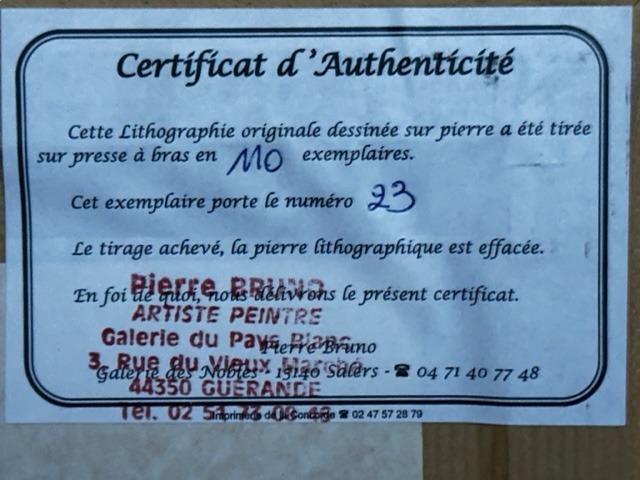 Certificat d'Authenticité
Cette Lithographie originale dessinée sur pierre a été tirée
sur presse à bras en 110 exemplaires.
Cet exemplaire porte le numéro 23
Le tirage achevé, la pierre lithographique est effacée.
Pierre BRUNO
En foi de quoi, nous délivrons le présent certificat.
ARTISTE PEINTRE
Galerie du Pays Blanc
Pierre Bruno
3, Rue du Vieux Marché
Galerie des Nobles - 15140 Salers - ☎ 04 71 40 77 48
44350 GUERANDE
Tél. 02
Imprimerie de la Concorde ☎ 02 47 57 28 79